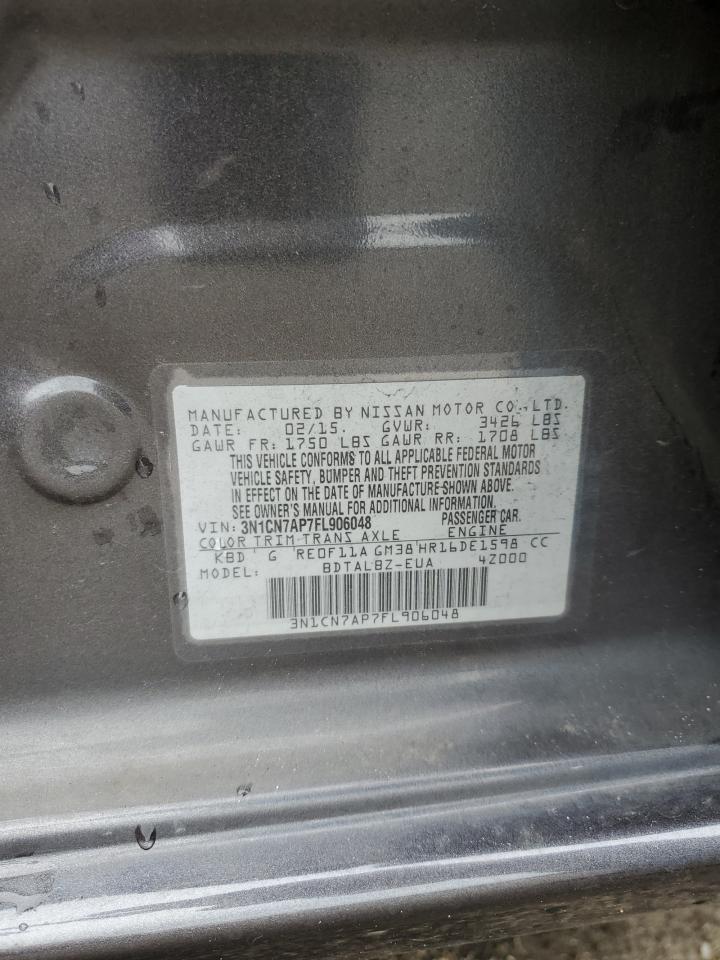 MANUFACTURED BY NISSAN MOTOR CO., LTD.
DATE: 02/15. GVWR: 3426 LBS
GAWR FR: 1750 LBS GAWR RR: 1708 LBS
THIS VEHICLE CONFORMS TO ALL APPLICABLE FEDERAL MOTOR
VEHICLE SAFETY, BUMPER AND THEFT PREVENTION STANDARDS
IN EFFECT ON THE DATE OF MANUFACTURE SHOWN ABOVE.
SEE OWNER'S MANUAL FOR ADDITIONAL INFORMATION.
VIN: 3N1CN7AP7FL906048 PASSENGER CAR.
COLOR TRIM TRANS AXLE ENGINE
KBD G RE0F11A GM38 HR16DE1598 CC
MODEL: BDTALBZ-EUA 4Z000
3N1CN7AP7FL906048